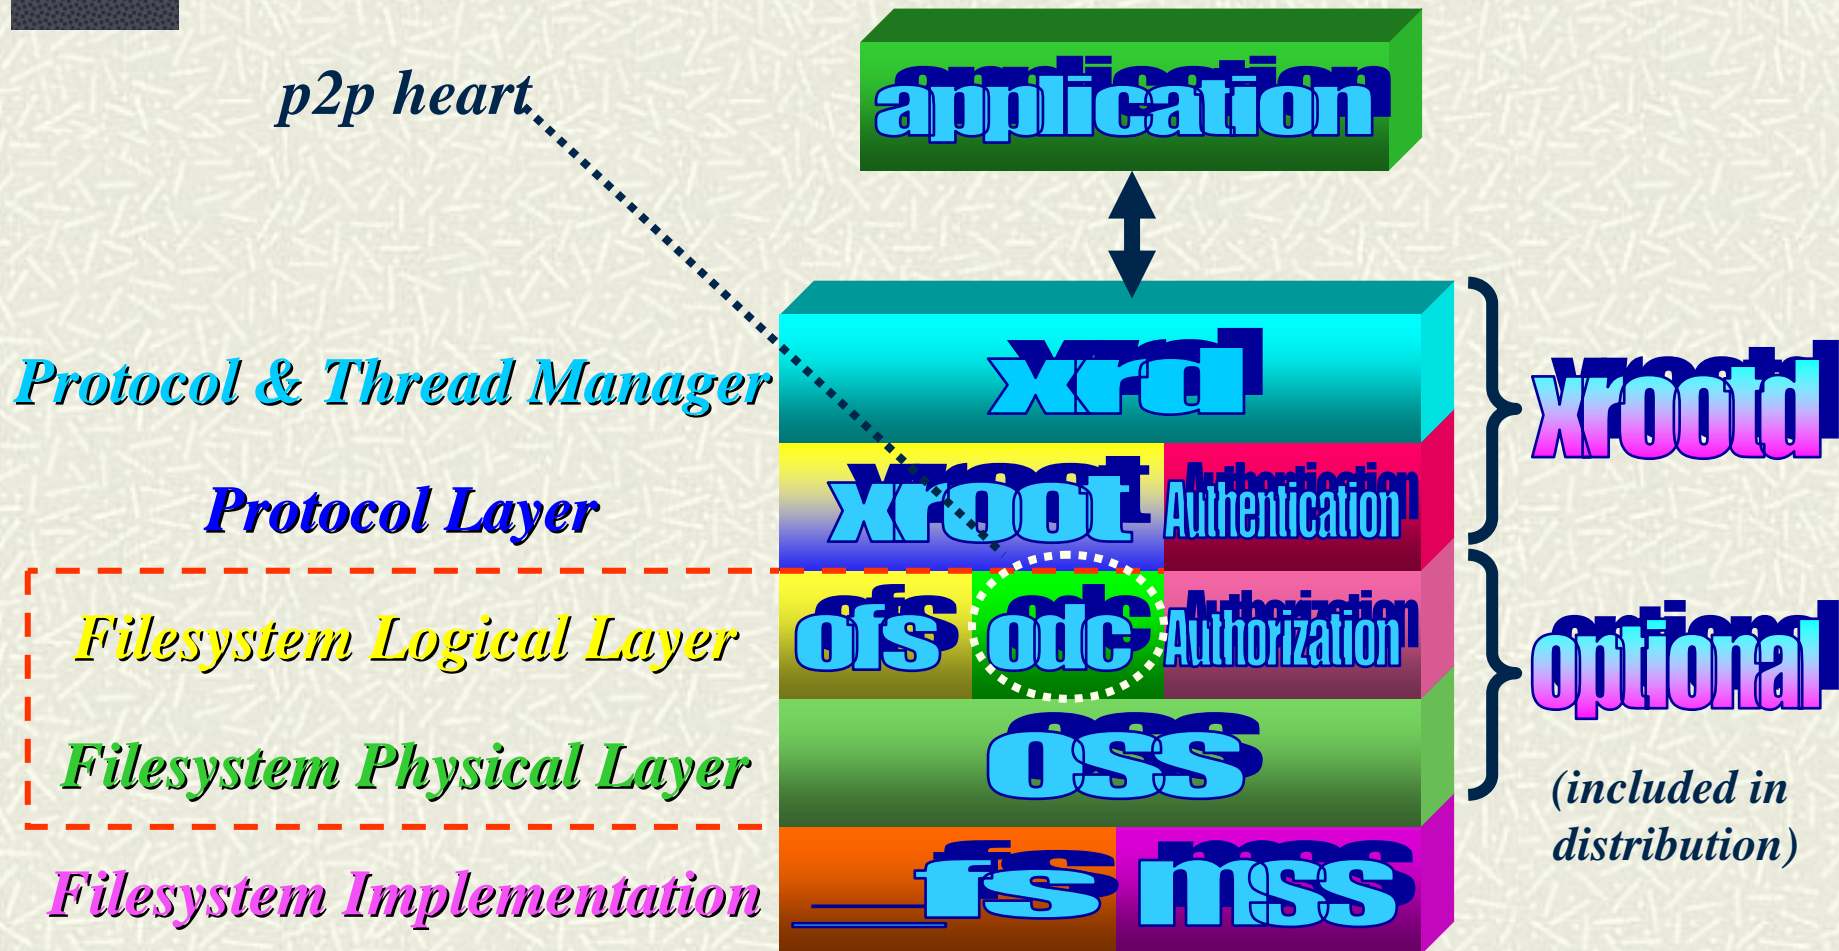 p2p heart
application
Protocol & Thread Manager
xrd
xrootd
Protocol Layer
xroot
Authentication
Filesystem Logical Layer
ofs
odc
Authorization
optional
Filesystem Physical Layer
oss
(included in
distribution)
Filesystem Implementation
_fs
mss